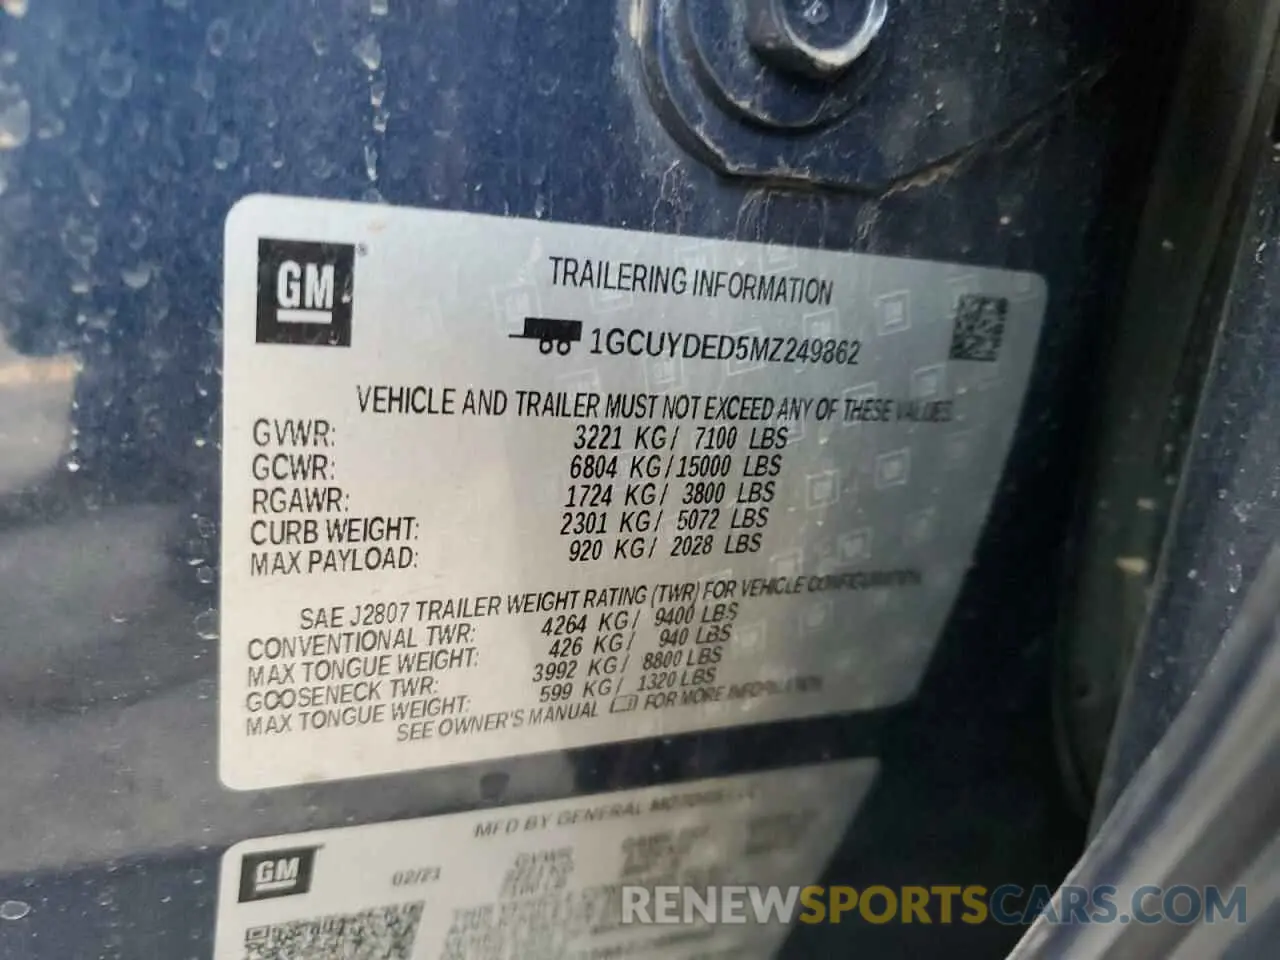 GM
TRAILERING INFORMATION
1GCUYDED5MZ249862
VEHICLE AND TRAILER MUST NOT EXCEED ANY OF THESE VALUES
GVWR: 3221 KG/ 7100 LBS
GCWR: 6804 KG/15000 LBS
RGAWR: 1724 KG/ 3800 LBS
CURB WEIGHT: 2301 KG/ 5072 LBS
MAX PAYLOAD: 920 KG/ 2028 LBS
SAE J2807 TRAILER WEIGHT RATING (TWR) FOR VEHICLE CONFIGURATION
CONVENTIONAL TWR: 4264 KG/ 9400 LBS
MAX TONGUE WEIGHT: 426 KG/ 940 LBS
GOOSENECK TWR: 3992 KG/ 8800 LBS
MAX TONGUE WEIGHT: 599 KG/ 1320 LBS
SEE OWNER'S MANUAL FOR MORE INFORMATION
MFD BY GENERAL MOTORS
GM
02/21
GVWR
RENEWSPORTSCARS.COM